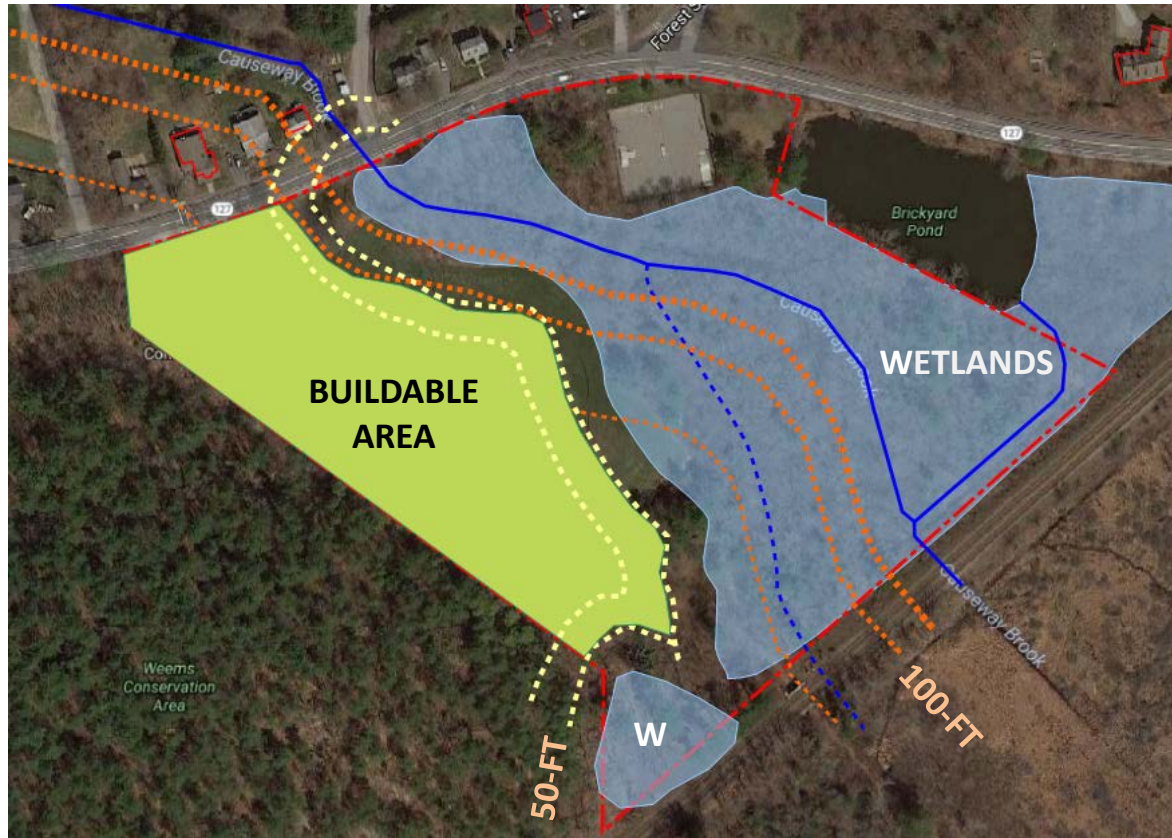 Causeway Brook
Forest S
127
127
Brickyard
Pond
Causeway Brook
WETLANDS
BUILDABLE
AREA
Con
Causeway Brook
Weems
Conservation
Area
100-FT
W
50-FT